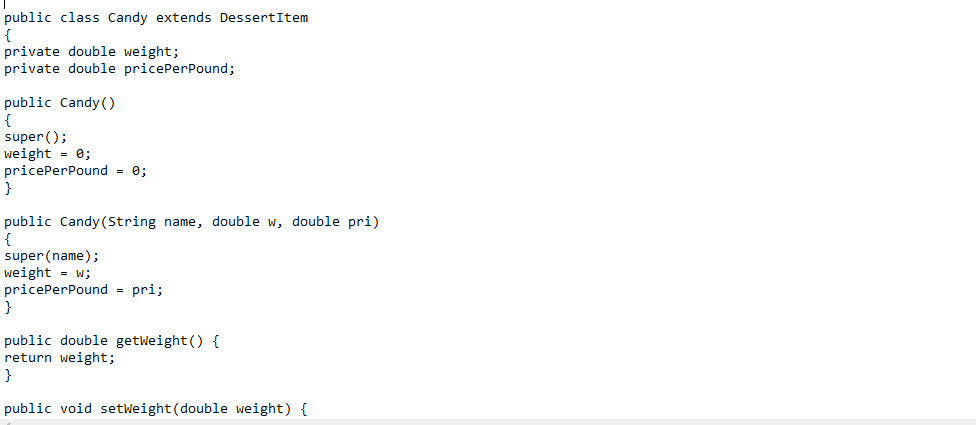 public class Candy extends DessertItem
{
private double weight;
private double pricePerPound;
public Candy()
{
super();
weight = 0;
pricePerPound = 0;
}
public Candy(String name, double w, double pri)
{
super(name);
weight = w;
pricePerPound = pri;
}
public double getWeight() {
return weight;
}
public void setWeight(double weight) {